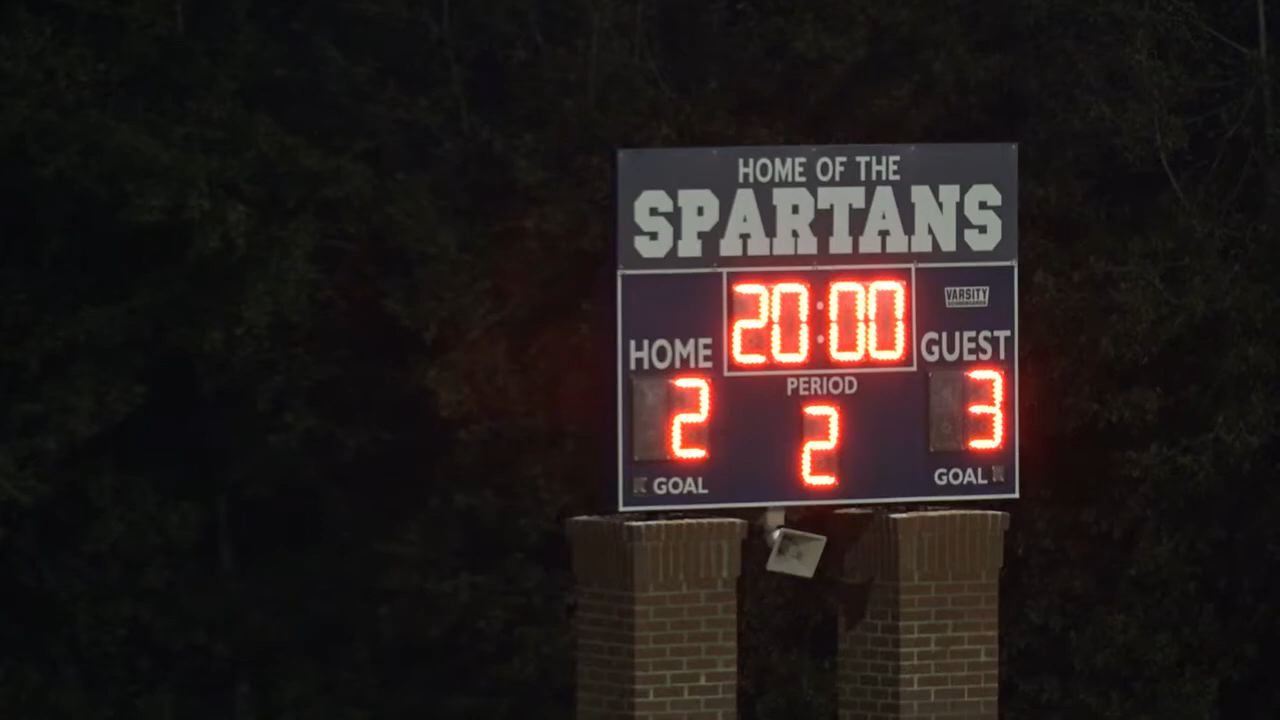 HOME OF THE
SPARTANS
20:00
VARSITY
HOME
GUEST
PERIOD
2
2
3
GOAL
GOAL